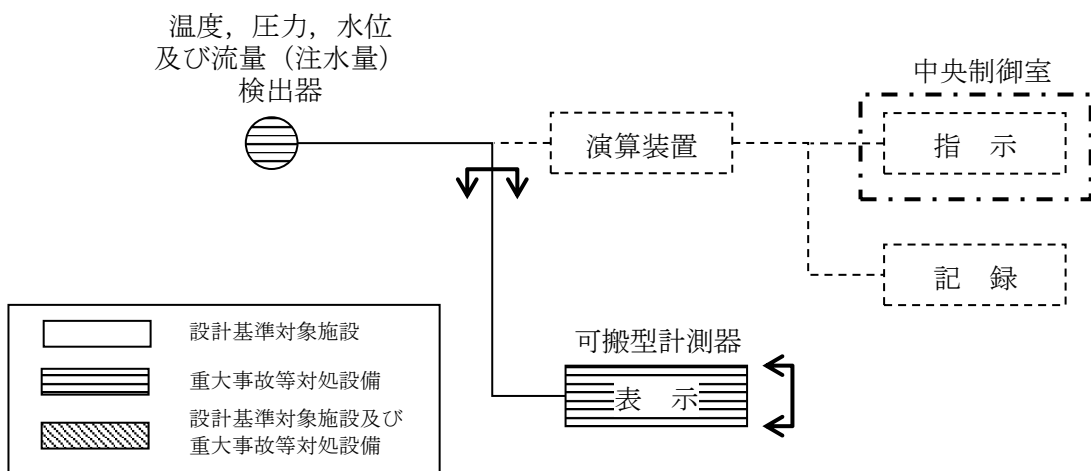 温度，圧力，水位
及び流量（注水量）
検出器
中央制御室
演算装置
指　示
記　録
可搬型計測器
表　示
設計基準対象施設
重大事故等対処設備
設計基準対象施設及び
重大事故等対処設備